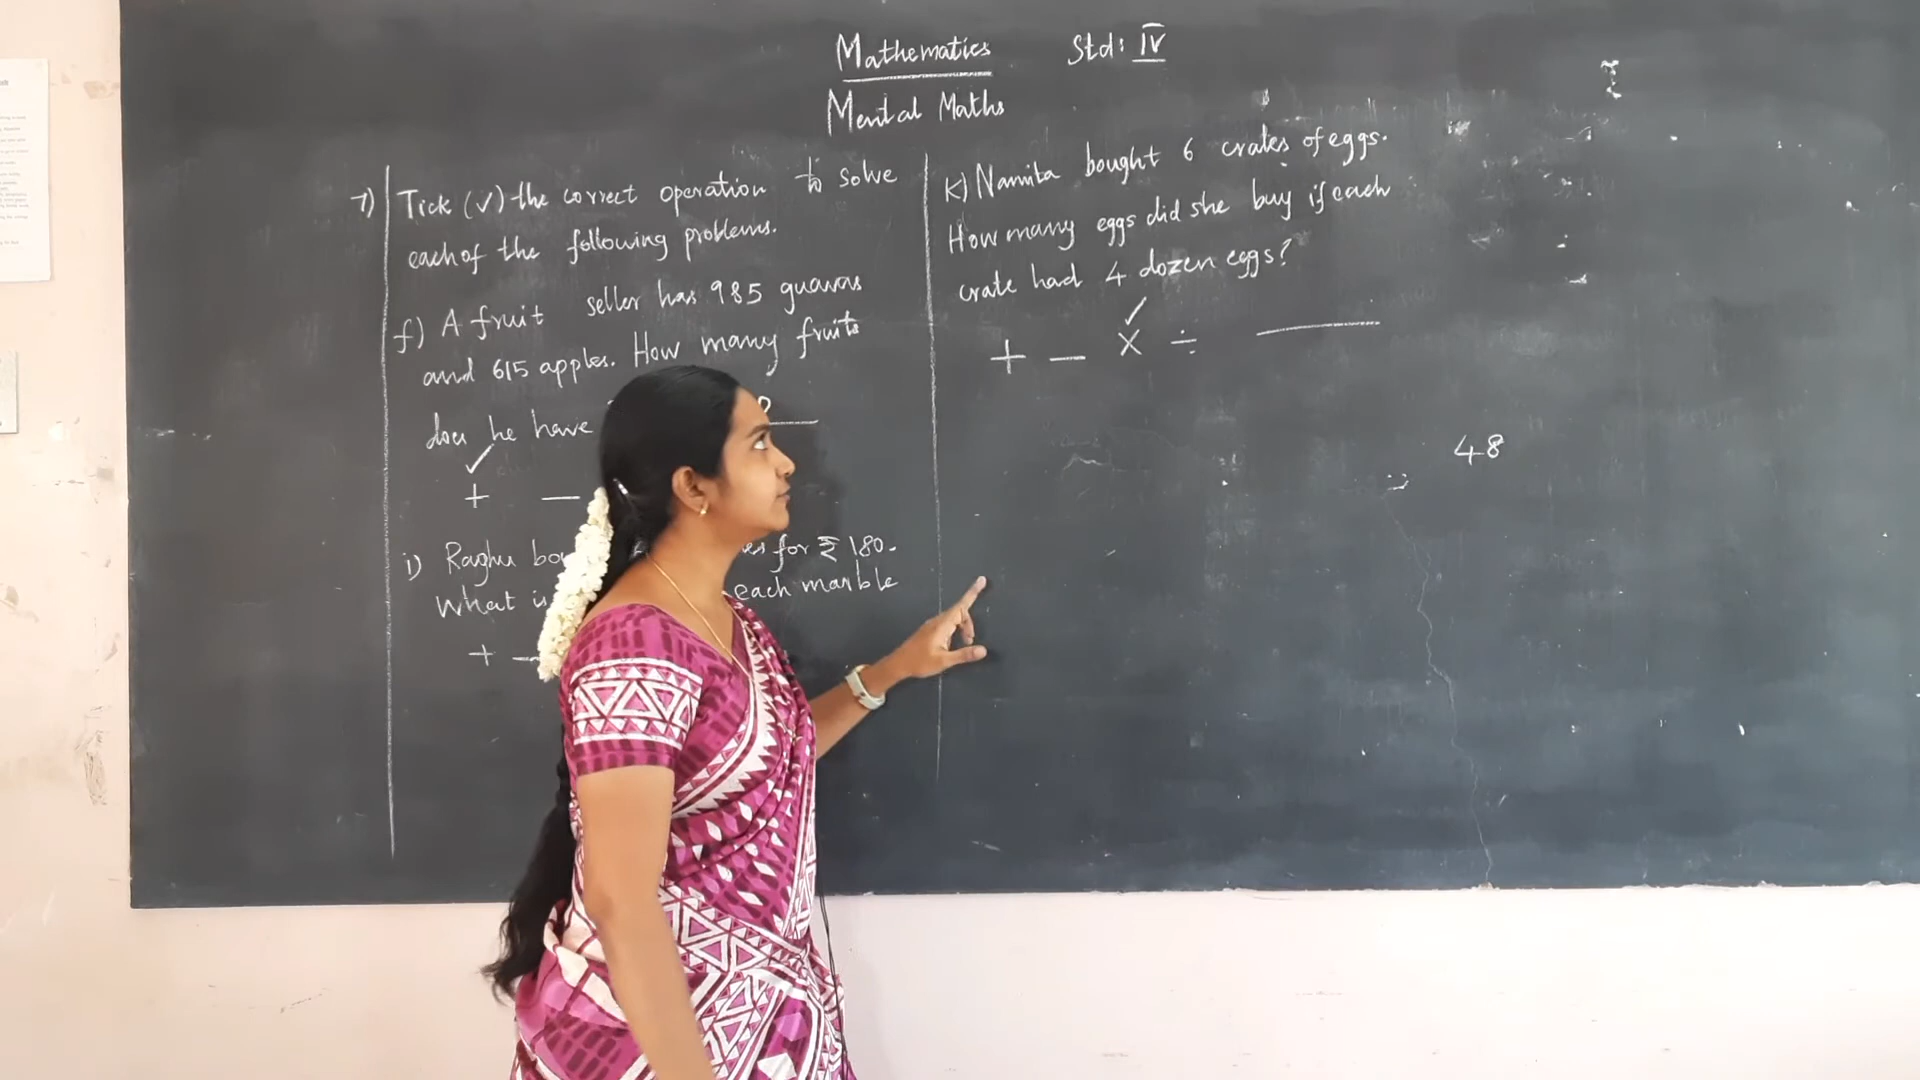 Mathematics Std: IV
Mental Maths
7) Tick (✓) the correct operation to solve
each of the following problems.
f) A fruit seller has 985 guavas
and 615 apples. How many fruits
does he have
✓
+ −
i) Raghu for ₹ 180.
What is each marble
+ −
K) Namita bought 6 crates of eggs.
How many eggs did she buy if each
crate had 4 dozen eggs?
✓
+ − × ÷
48